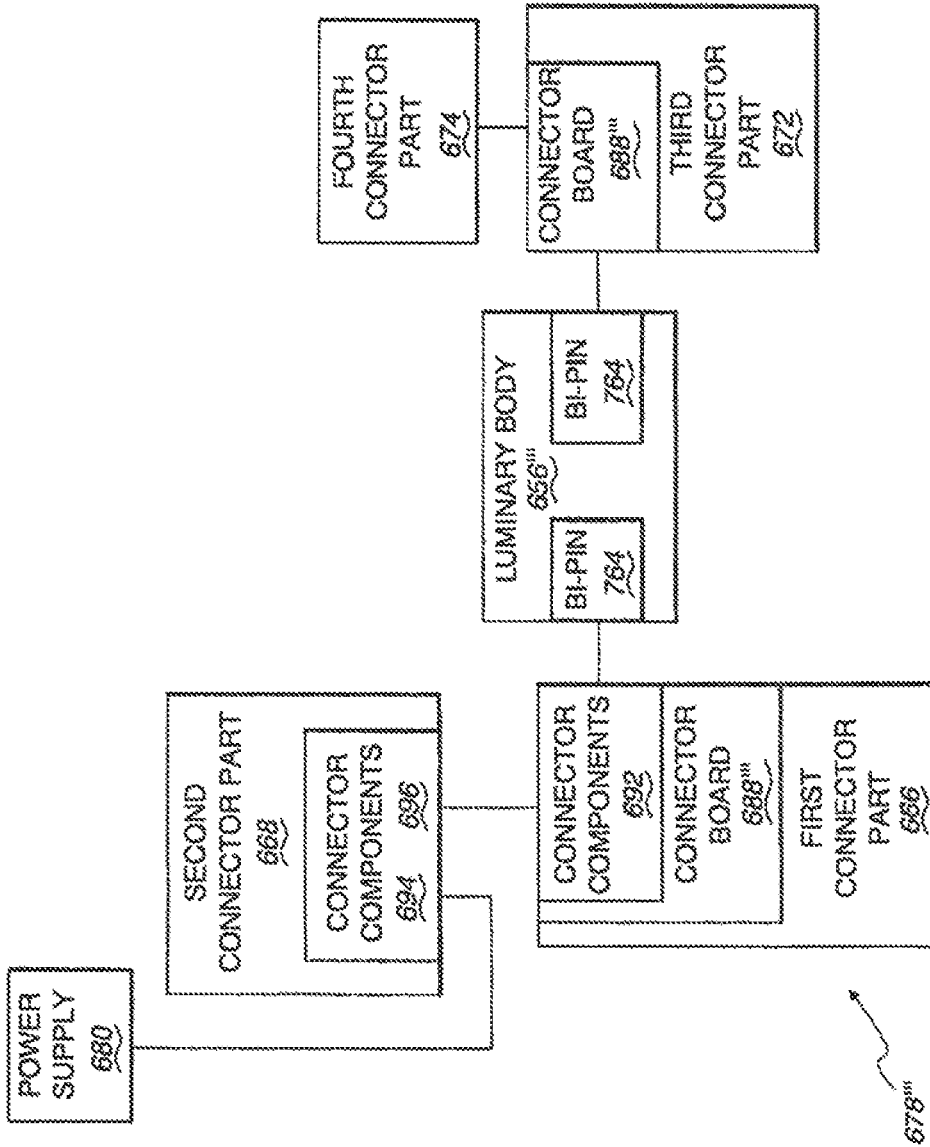 POWER
SUPPLY
680
SECOND
CONNECTOR PART
668
CONNECTOR
COMPONENTS
694 696
CONNECTOR
COMPONENTS
692
CONNECTOR
BOARD
688'''
FIRST
CONNECTOR
PART
666
LUMINARY BODY
656'''
BI-PIN
764
BI-PIN
764
FOURTH
CONNECTOR
PART
674
CONNECTOR
BOARD
688'''
THIRD
CONNECTOR
PART
672
678'''